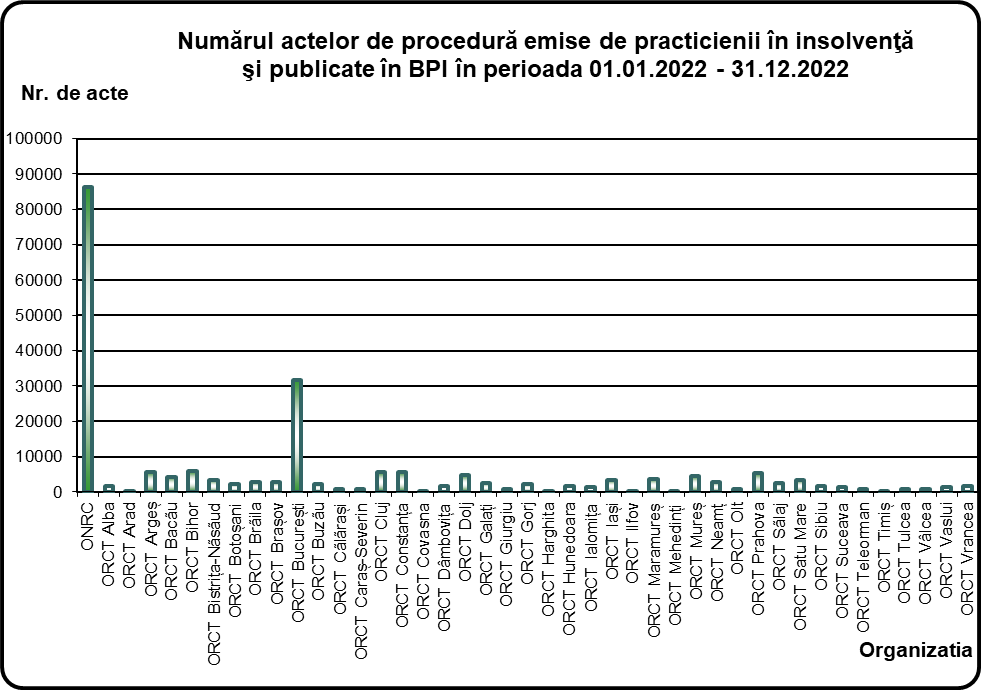 Numărul actelor de procedură emise de practicienii în insolvenţă
şi publicate în BPI în perioada 01.01.2022 - 31.12.2022
Nr. de acte
100000
90000
80000
70000
60000
50000
40000
30000
20000
10000
0
ONRC
ORCT Alba
ORCT Arad
ORCT Argeș
ORCT Bacău
ORCT Bihor
ORCT Bistrița-Năsăud
ORCT Botoșani
ORCT Brăila
ORCT Brașov
ORCT București
ORCT Buzău
ORCT Călărași
ORCT Caraș-Severin
ORCT Cluj
ORCT Constanța
ORCT Covasna
ORCT Dâmbovița
ORCT Dolj
ORCT Galați
ORCT Giurgiu
ORCT Gorj
ORCT Harghita
ORCT Hunedoara
ORCT Ialomița
ORCT Iași
ORCT Ilfov
ORCT Maramureș
ORCT Mehedinți
ORCT Mureș
ORCT Neamț
ORCT Olt
ORCT Prahova
ORCT Sălaj
ORCT Satu Mare
ORCT Sibiu
ORCT Suceava
ORCT Teleorman
ORCT Timiș
ORCT Tulcea
ORCT Vâlcea
ORCT Vaslui
ORCT Vrancea
Organizatia